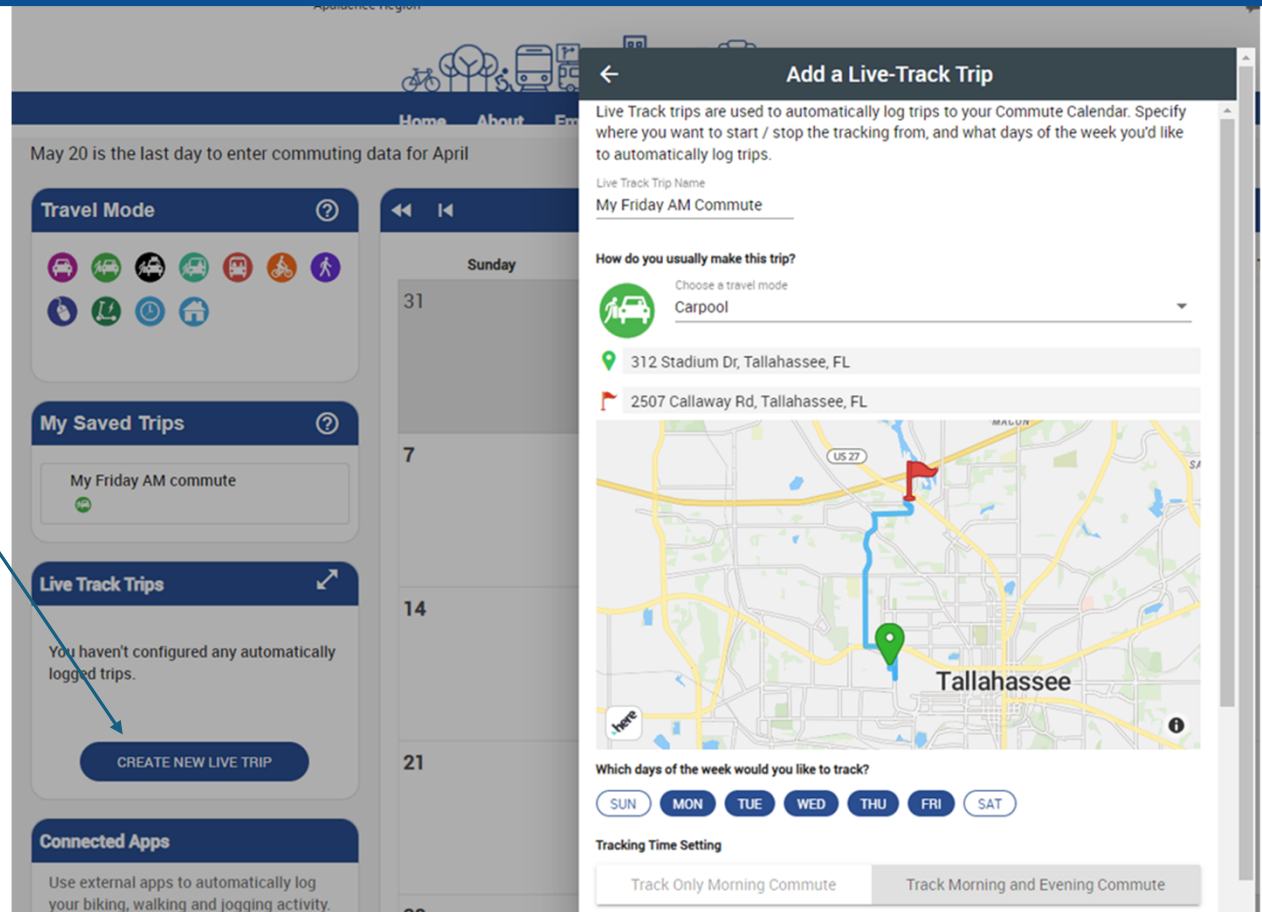 Apalachee Region
Home About Em
May 20 is the last day to enter commuting data for April
Travel Mode
My Saved Trips
My Friday AM commute
Live Track Trips
You haven't configured any automatically
logged trips.
CREATE NEW LIVE TRIP
Connected Apps
Use external apps to automatically log
your biking, walking and jogging activity.
Sunday
31
7
14
21
Add a Live-Track Trip
Live Track trips are used to automatically log trips to your Commute Calendar. Specify
where you want to start / stop the tracking from, and what days of the week you'd like
to automatically log trips.
Live Track Trip Name
My Friday AM Commute
How do you usually make this trip?
Choose a travel mode
Carpool
312 Stadium Dr, Tallahassee, FL
2507 Callaway Rd, Tallahassee, FL
MACON
US 27
SA
Tallahassee
here
Which days of the week would you like to track?
SUN MON TUE WED THU FRI SAT
Tracking Time Setting
Track Only Morning Commute Track Morning and Evening Commute